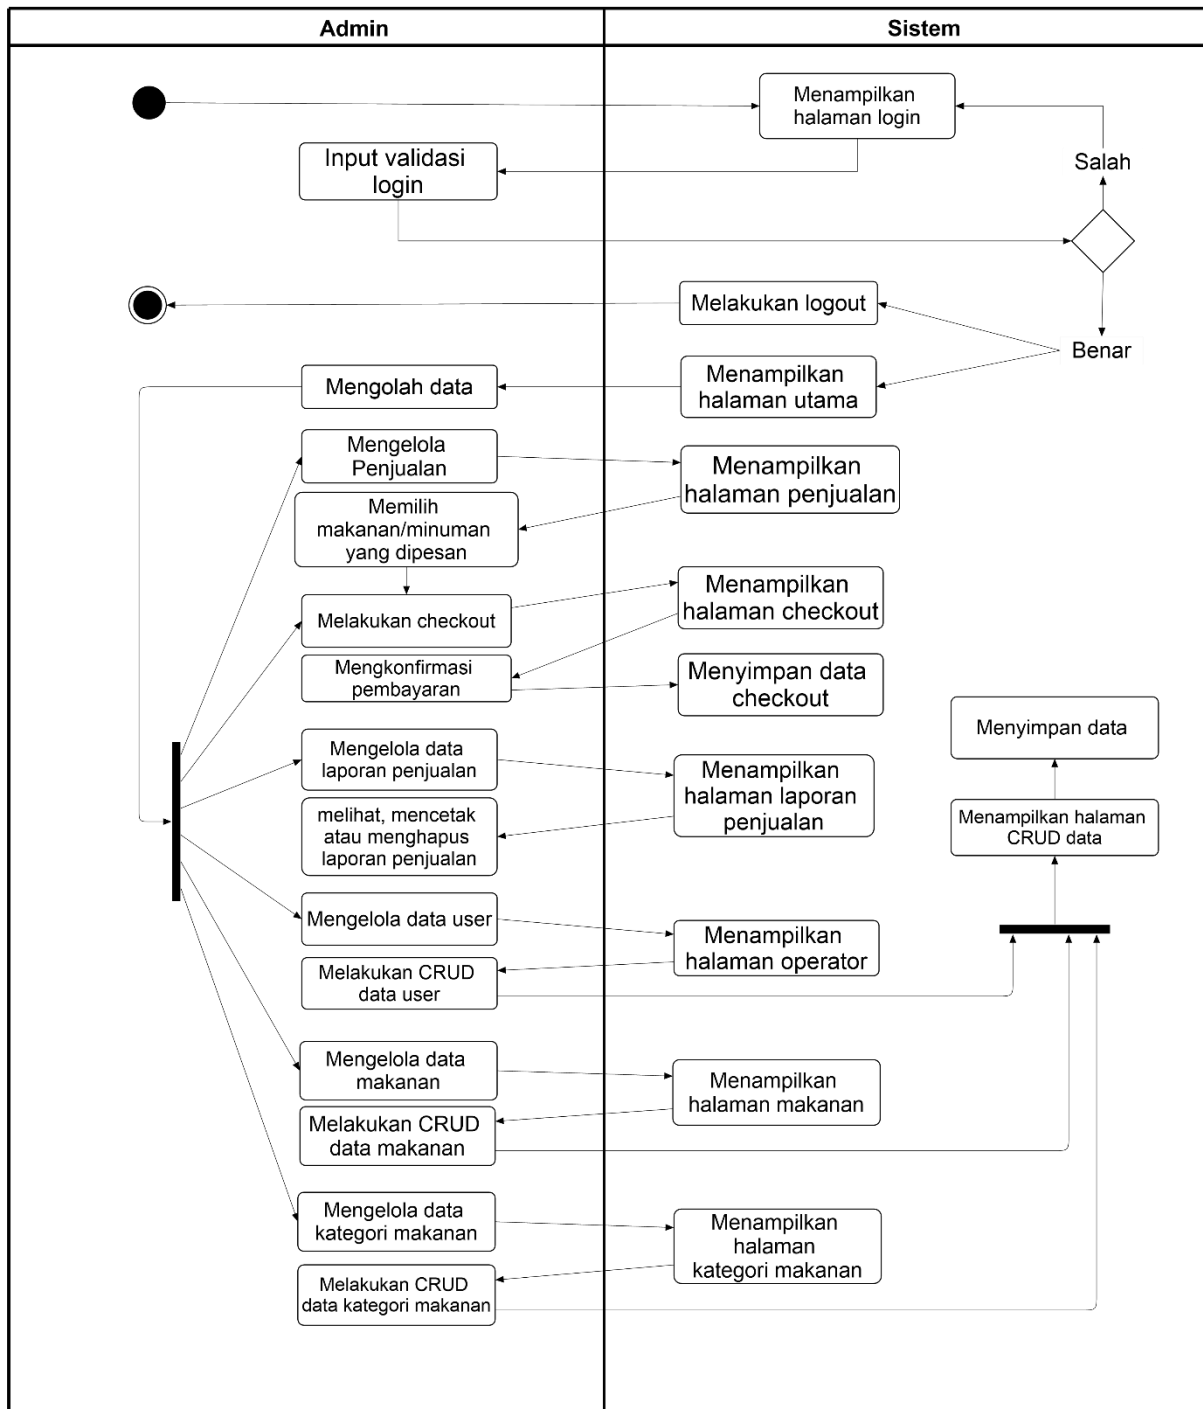 Admin
Sistem
Menampilkan
halaman login
Input validasi
login
Salah
Melakukan logout
Benar
Mengolah data
Menampilkan
halaman utama
Mengelola
Penjualan
Menampilkan
halaman penjualan
Memilih
makanan/minuman
yang dipesan
Melakukan checkout
Menampilkan
halaman checkout
Mengkonfirmasi
pembayaran
Menyimpan data
checkout
Menyimpan data
Mengelola data
laporan penjualan
Menampilkan
halaman laporan
penjualan
melihat, mencetak
atau menghapus
laporan penjualan
Menampilkan halaman
CRUD data
Mengelola data user
Menampilkan
halaman operator
Melakukan CRUD
data user
Mengelola data
makanan
Menampilkan
halaman makanan
Melakukan CRUD
data makanan
Mengelola data
kategori makanan
Menampilkan
halaman
kategori makanan
Melakukan CRUD
data kategori makanan